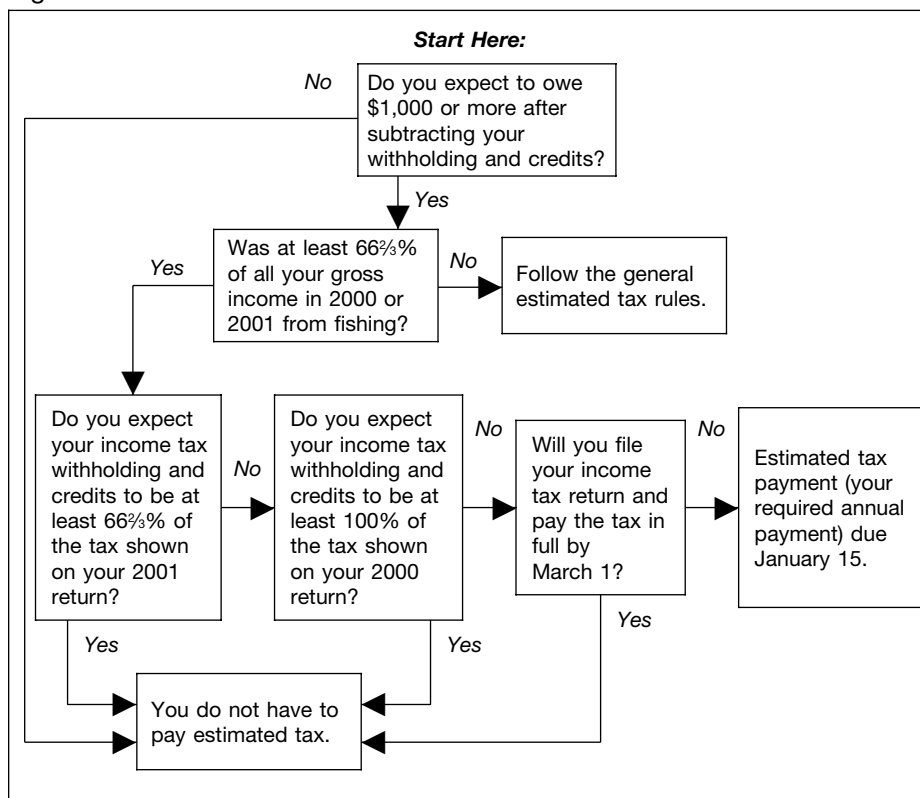 Start Here:
No
Do you expect to owe
$1,000 or more after
subtracting your
withholding and credits?
Yes
Was at least 66⅔%
of all your gross
income in 2000 or
2001 from fishing?
Yes
No
Follow the general
estimated tax rules.
Do you expect
your income tax
withholding and
credits to be at
least 66⅔% of
the tax shown
on your 2001
return?
No
Do you expect
your income tax
withholding and
credits to be at
least 100% of
the tax shown
on your 2000
return?
No
Will you file
your income
tax return and
pay the tax in
full by
March 1?
No
Estimated tax
payment (your
required annual
payment) due
January 15.
Yes
Yes
Yes
You do not have to
pay estimated tax.